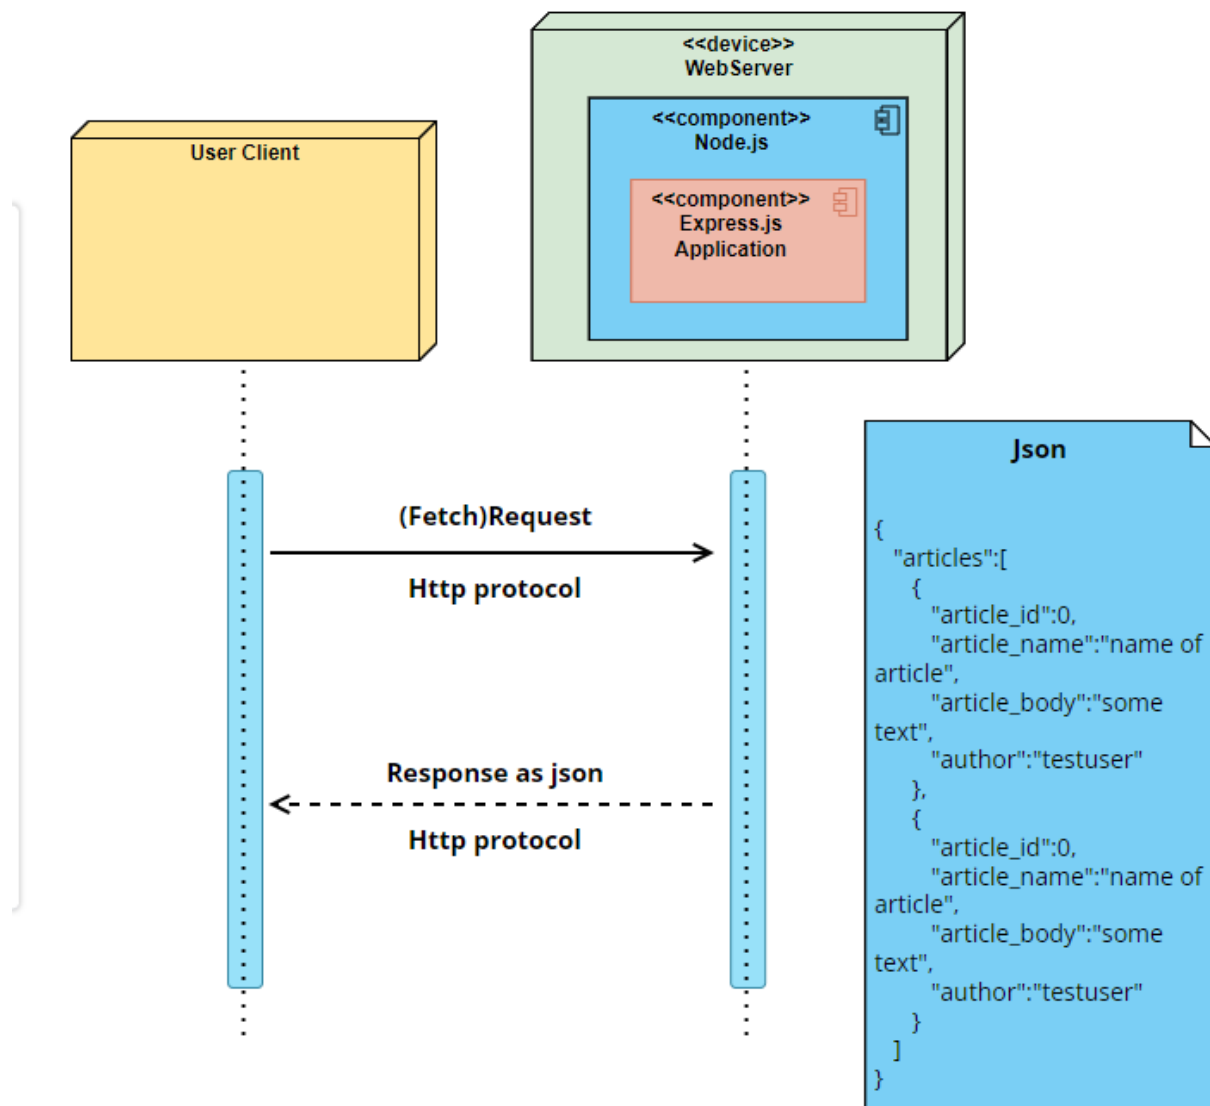 User Client
<<device>>
WebServer
<<component>>
Node.js
<<component>>
Express.js
Application
(Fetch)Request
Http protocol
Response as json
Http protocol
Json
{
"articles":[
{
"article_id":0,
"article_name":"name of
article",
"article_body":"some
text",
"author":"testuser"
},
{
"article_id":0,
"article_name":"name of
article",
"article_body":"some
text",
"author":"testuser"
}
]
}